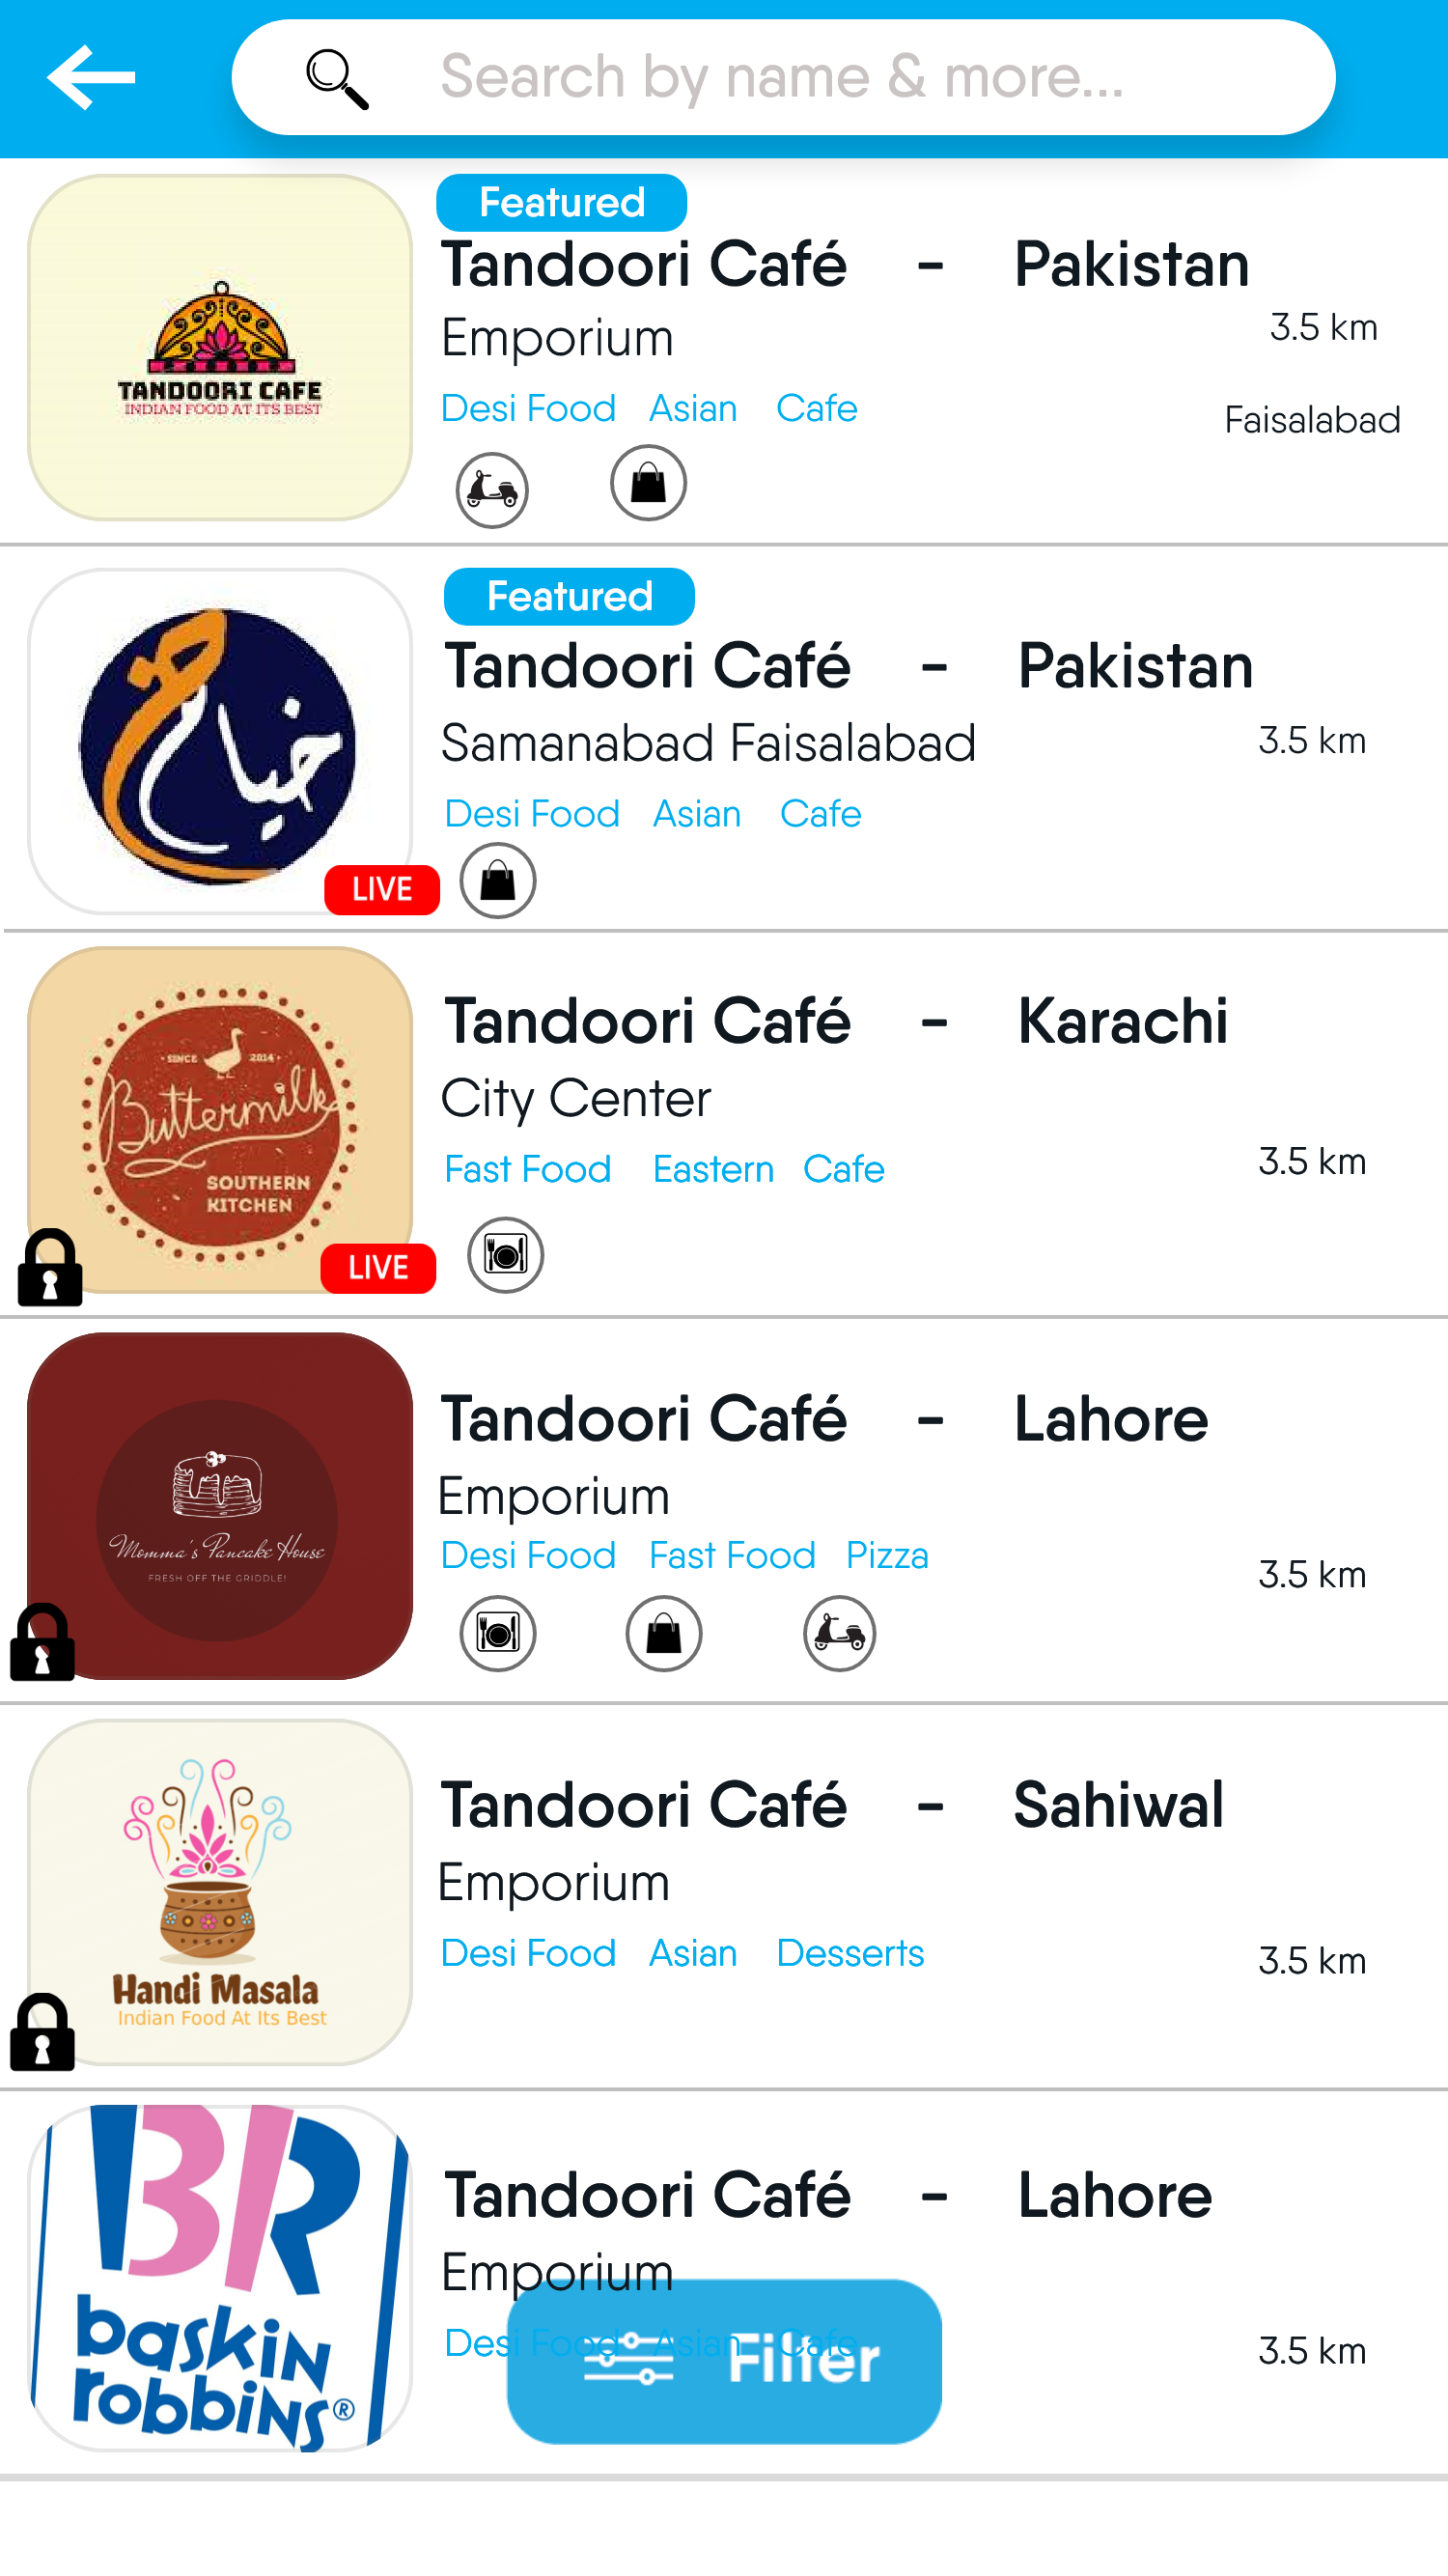 Search by name & more...
Featured
Tandoori Café - Pakistan
Emporium
3.5 km
Desi Food Asian Cafe
Faisalabad
TANDOORI CAFE
INDIAN FOOD AT ITS BEST
Featured
Tandoori Café - Pakistan
Samanabad Faisalabad
3.5 km
Desi Food Asian Cafe
LIVE
Tandoori Café - Karachi
City Center
Fast Food Eastern Cafe
3.5 km
· SINCE 2014 ·
Buttermilk
SOUTHERN
KITCHEN
LIVE
Tandoori Café - Lahore
Emporium
Desi Food Fast Food Pizza
3.5 km
Momma's Pancake House
FRESH OFF THE GRIDDLE!
Tandoori Café - Sahiwal
Emporium
Desi Food Asian Desserts
3.5 km
Handi Masala
Indian Food At Its Best
BR
baskin
robbins®
Tandoori Café - Lahore
Emporium
Desi Food Asian Cafe
3.5 km
Filter